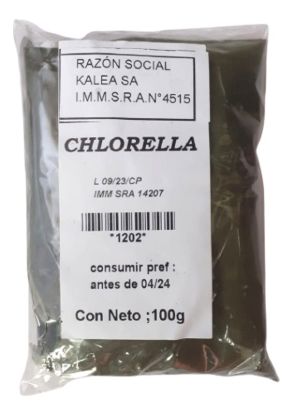 RAZÓN SOCIAL
KALEA SA
I.M.M.S.R.A.N°4515
CHLORELLA
L 09/23/CP
IMM SRA 14207
*1202*
consumir pref :
antes de 04/24
Con Neto ;100g